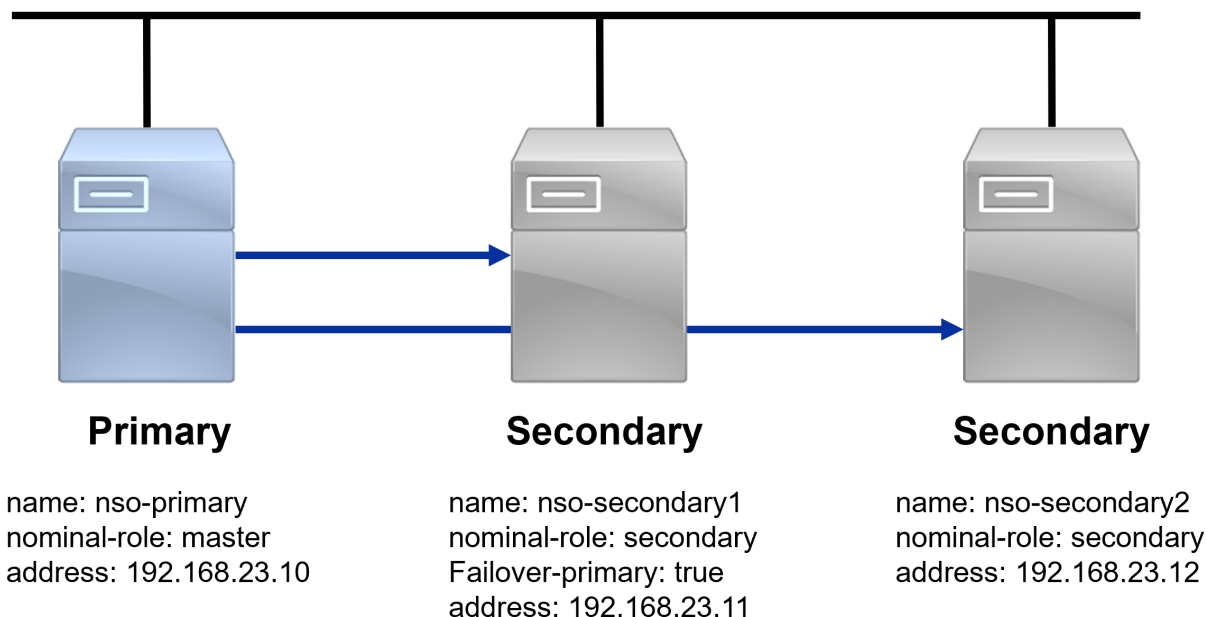 Primary
Secondary
Secondary
name: nso-primary
nominal-role: master
address: 192.168.23.10
name: nso-secondary1
nominal-role: secondary
Failover-primary: true
address: 192.168.23.11
name: nso-secondary2
nominal-role: secondary
address: 192.168.23.12